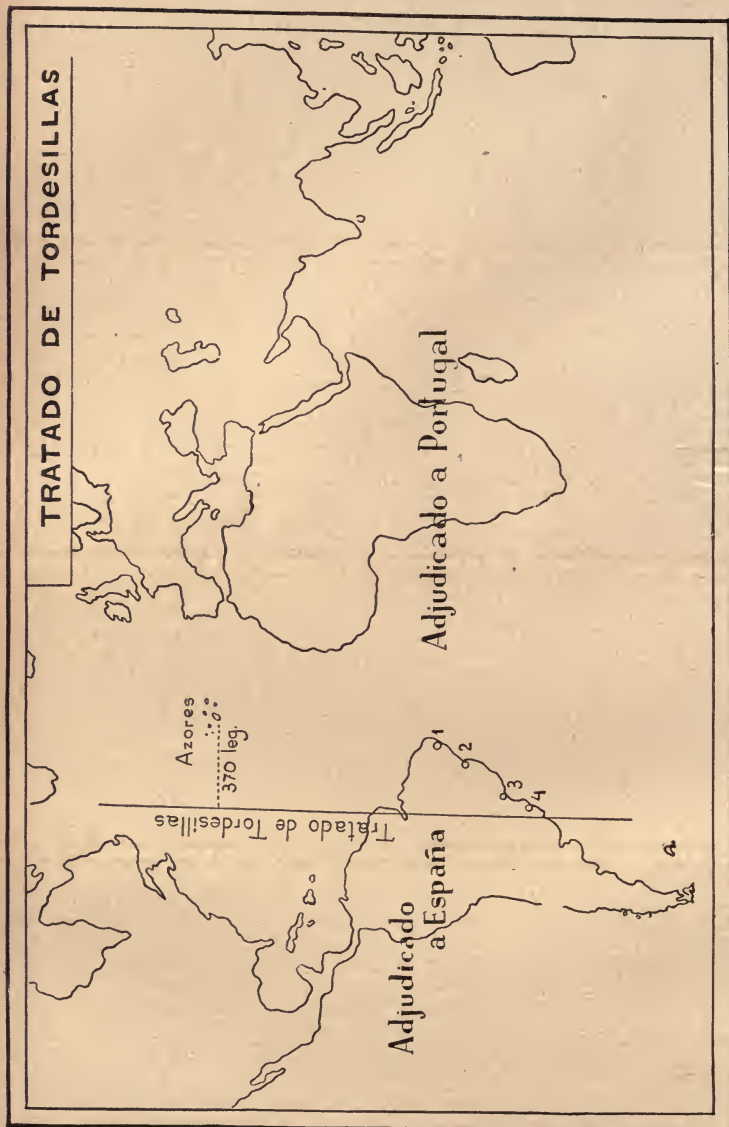 TRATADO DE TORDESILLAS
Azores
370 leg.
Tratado de Tordesillas
Adjudicado a Portugal
Adjudicado
a España
1
2
3
4
a.